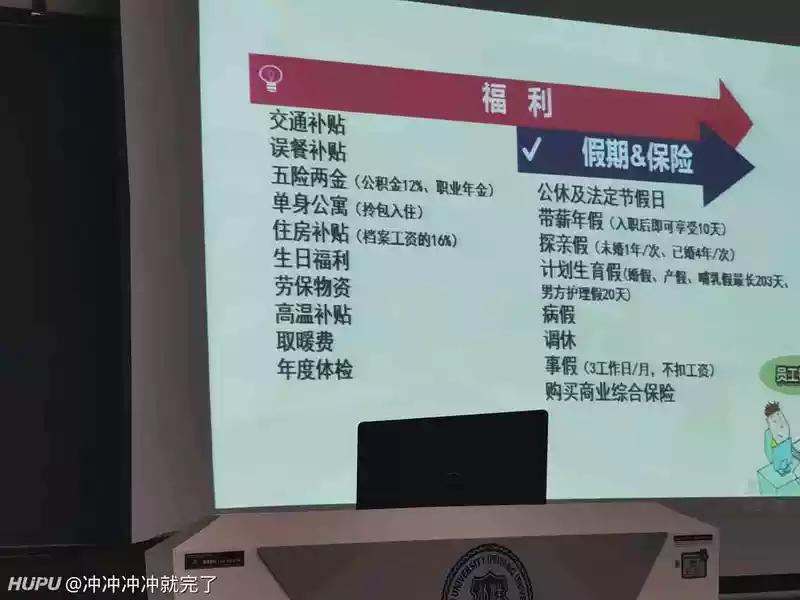 福利
交通补贴
误餐补贴
五险两金（公积金12%、职业年金）
单身公寓（拎包入住）
住房补贴（档案工资的16%）
生日福利
劳保物资
高温补贴
取暖费
年度体检
✓ 假期&保险
公休及法定节假日
带薪年假（入职后即可享受10天）
探亲假（未婚1年/次、已婚4年/次）
计划生育假(婚假、产假、哺乳假最长203天、
男方护理假20天)
病假
调休
事假（3工作日/月，不扣工资）
购买商业综合保险
员工
UNIVERSITY
HUPU @冲冲冲冲就完了